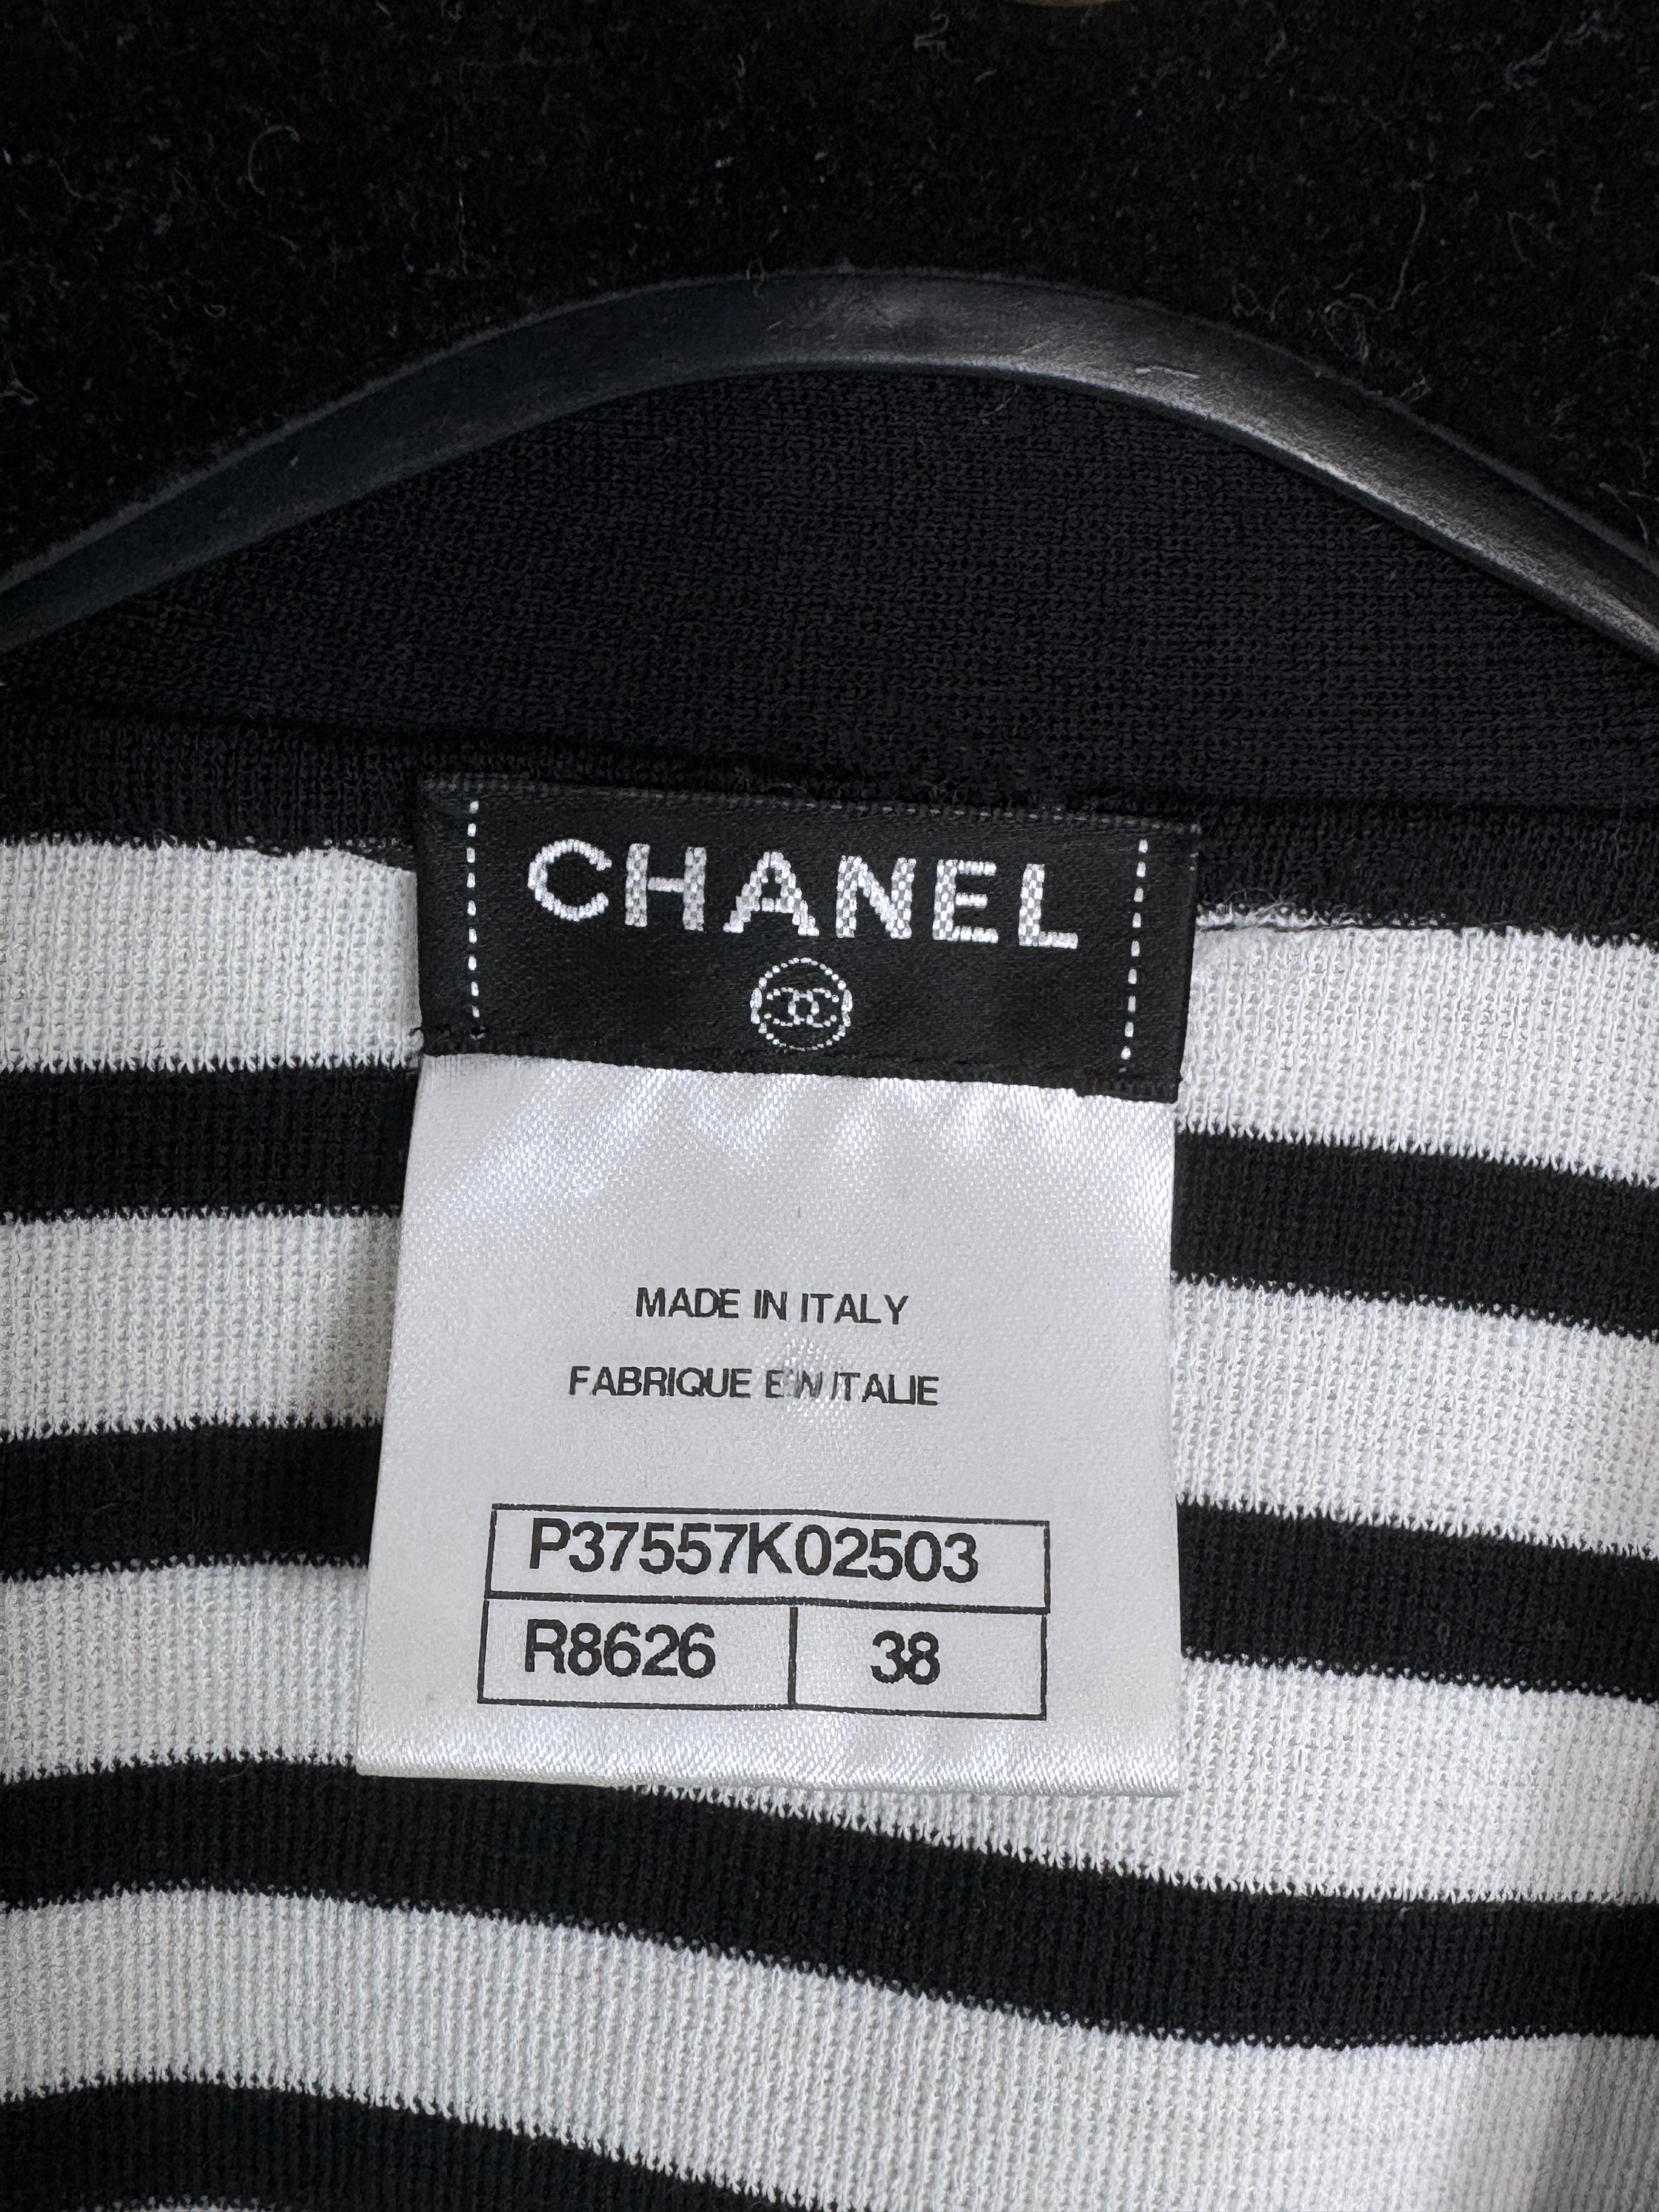 CHANEL
MADE IN ITALY
FABRIQUE EN ITALIE
P37557K02503
R8626 38